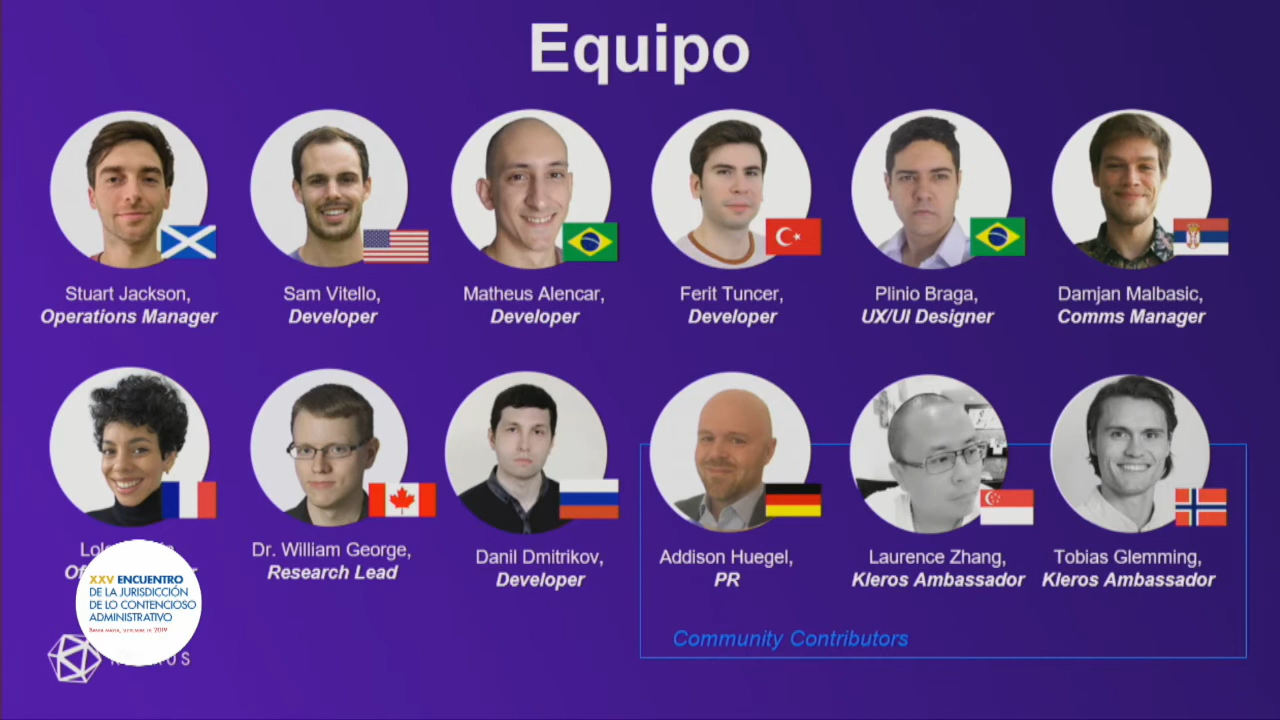 Equipo
Stuart Jackson,
Operations Manager
Sam Vitello,
Developer
Matheus Alencar,
Developer
Ferit Tuncer,
Developer
Plinio Braga,
UX/UI Designer
Damjan Malbasic,
Comms Manager
Dr. William George,
Research Lead
Danil Dmitrikov,
Developer
Addison Huegel,
PR
Laurence Zhang,
Kleros Ambassador
Tobias Glemming,
Kleros Ambassador
Community Contributors
XXV ENCUENTRO
DE LA JURISDICCIÓN
DE LO CONTENCIOSO
ADMINISTRATIVO
2019